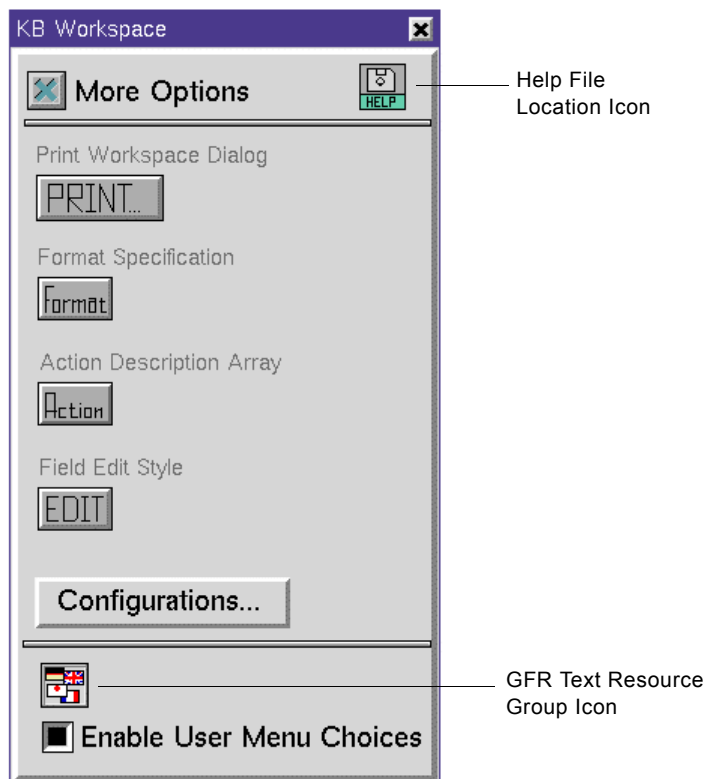 KB Workspace
More Options
HELP
Help File
Location Icon
Print Workspace Dialog
PRINT...
Format Specification
Format
Action Description Array
Action
Field Edit Style
EDIT
Configurations...
GFR Text Resource
Group Icon
Enable User Menu Choices